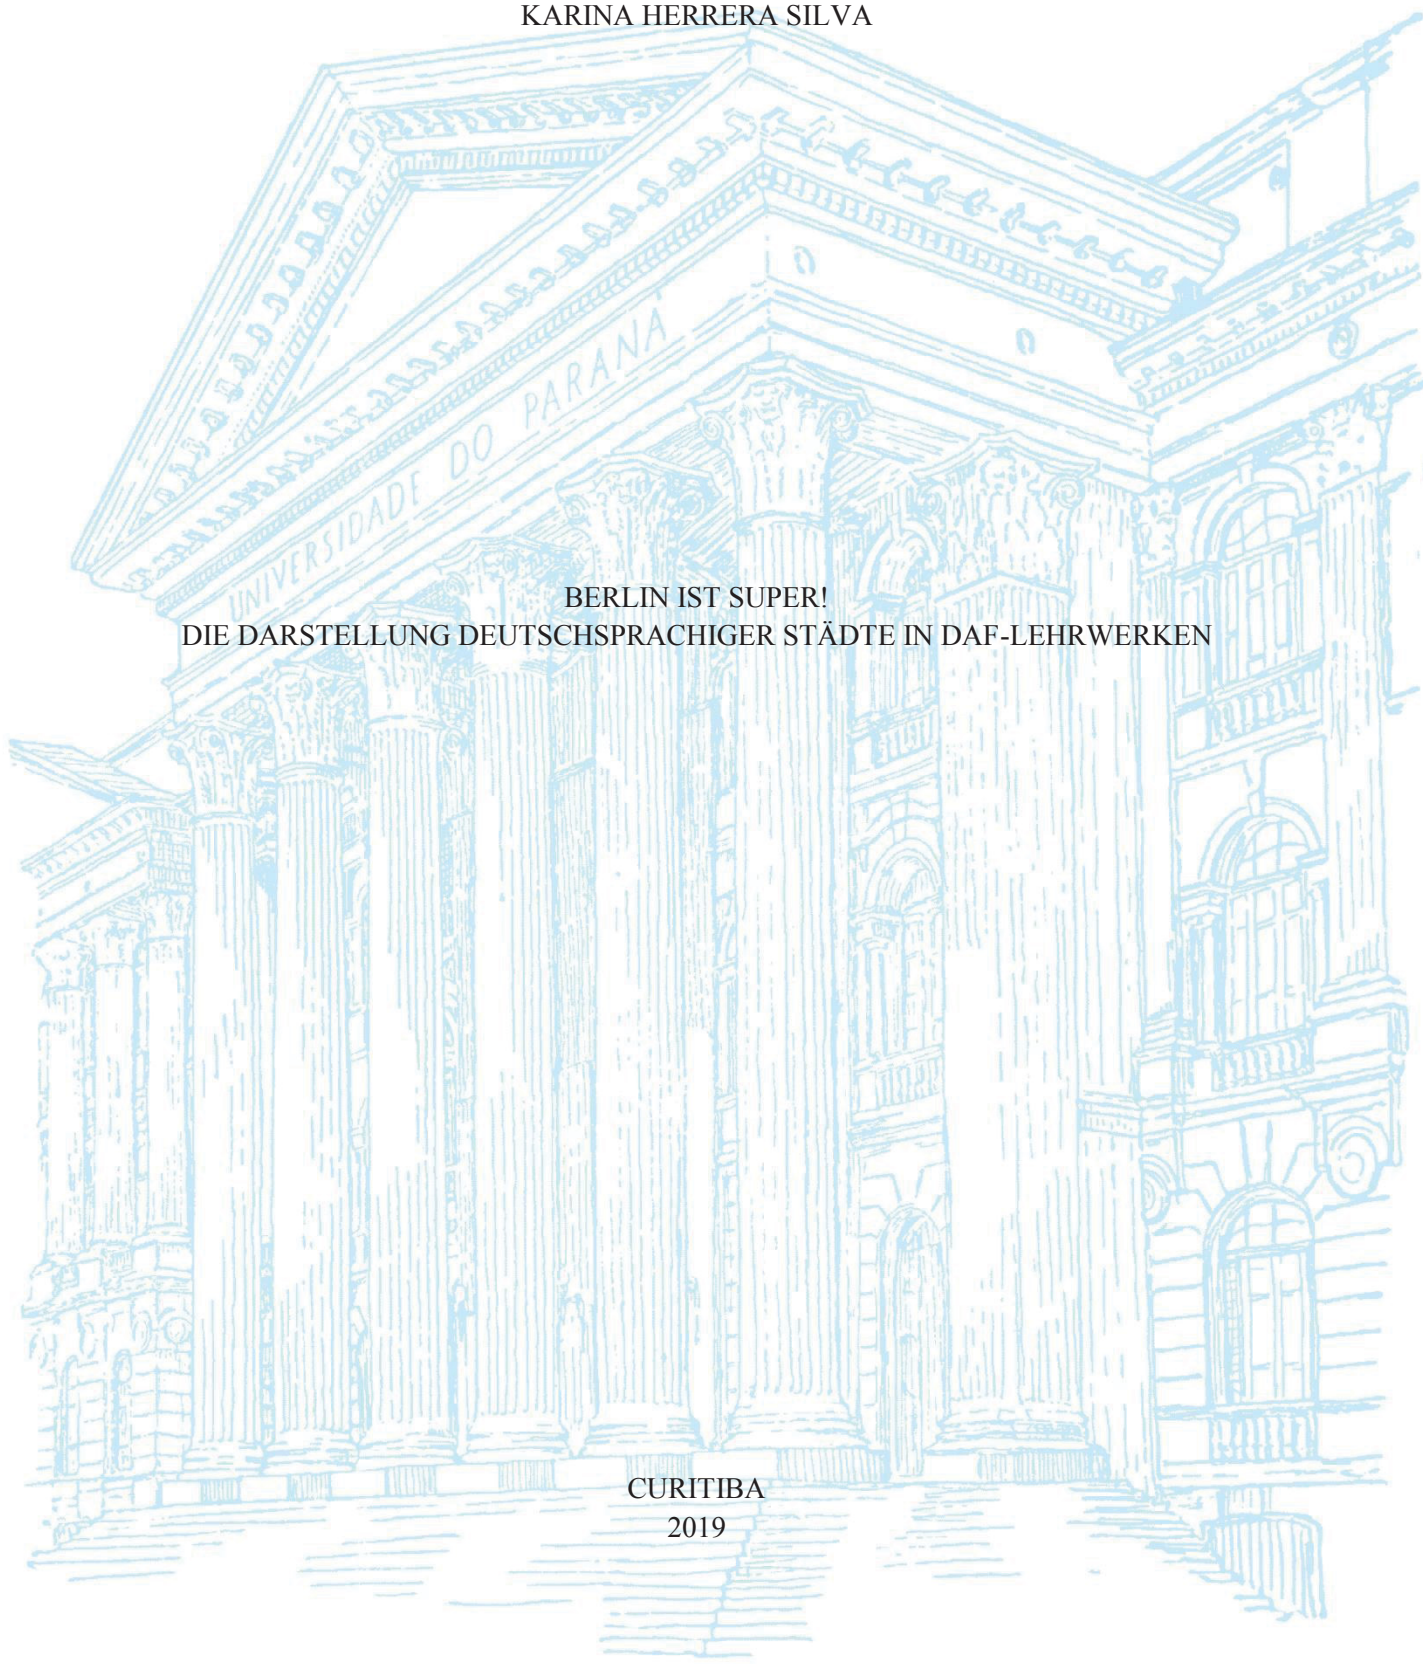 KARINA HERRERA SILVA
UNIVERSIDADE DO PARANÁ
BERLIN IST SUPER!
DIE DARSTELLUNG DEUTSCHSPRACHIGER STÄDTE IN DAF-LEHRWERKEN
CURITIBA
2019